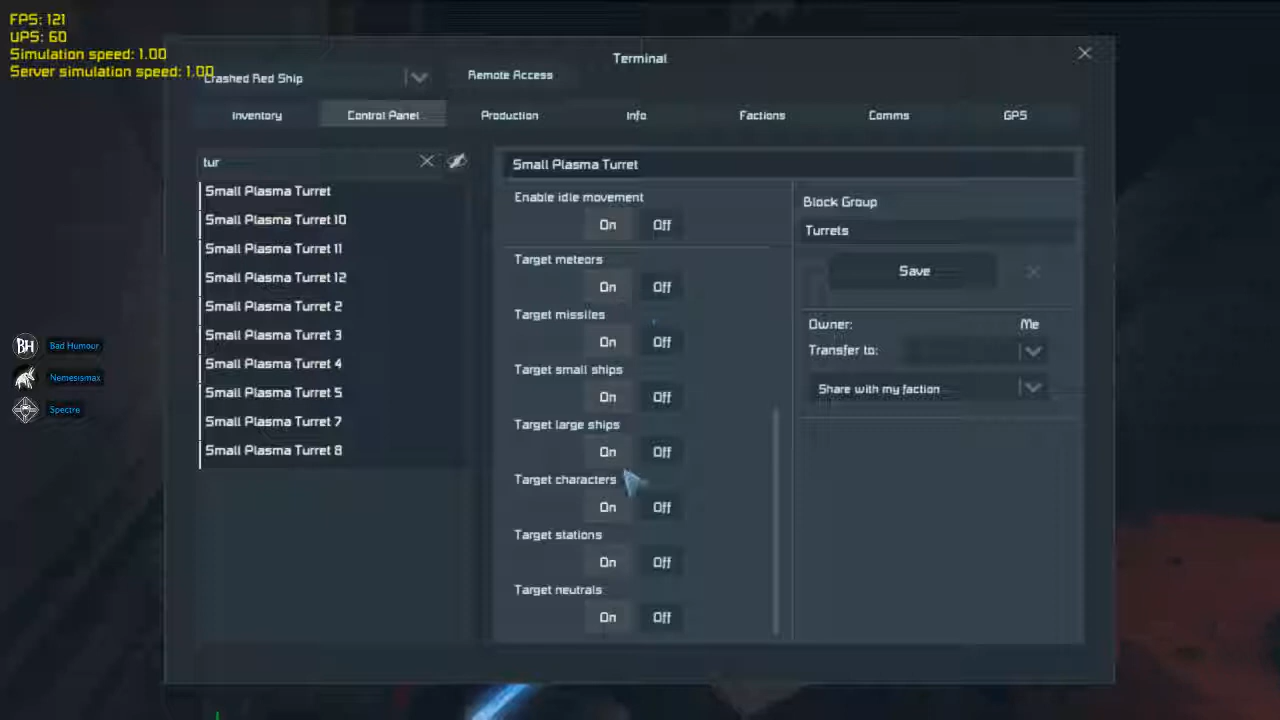 FPS: 121
UPS: 60
Simulation speed: 1.00
Server simulation speed: 1.00
Terminal
Crashed Red Ship
Remote Access
Inventory
Control Panel
Production
Info
Factions
Comms
GPS
tur
Small Plasma Turret
Small Plasma Turret 10
Small Plasma Turret 11
Small Plasma Turret 12
Small Plasma Turret 2
Small Plasma Turret 3
Small Plasma Turret 4
Small Plasma Turret 5
Small Plasma Turret 7
Small Plasma Turret 8
BH Bad Humour
Nemesismax
Spectre
Small Plasma Turret
Enable idle movement
On Off
Target meteors
On Off
Target missiles
On Off
Target small ships
On Off
Target large ships
On Off
Target characters
On Off
Target stations
On Off
Target neutrals
On Off
Block Group
Turrets
Save
Owner: Me
Transfer to:
Share with my faction